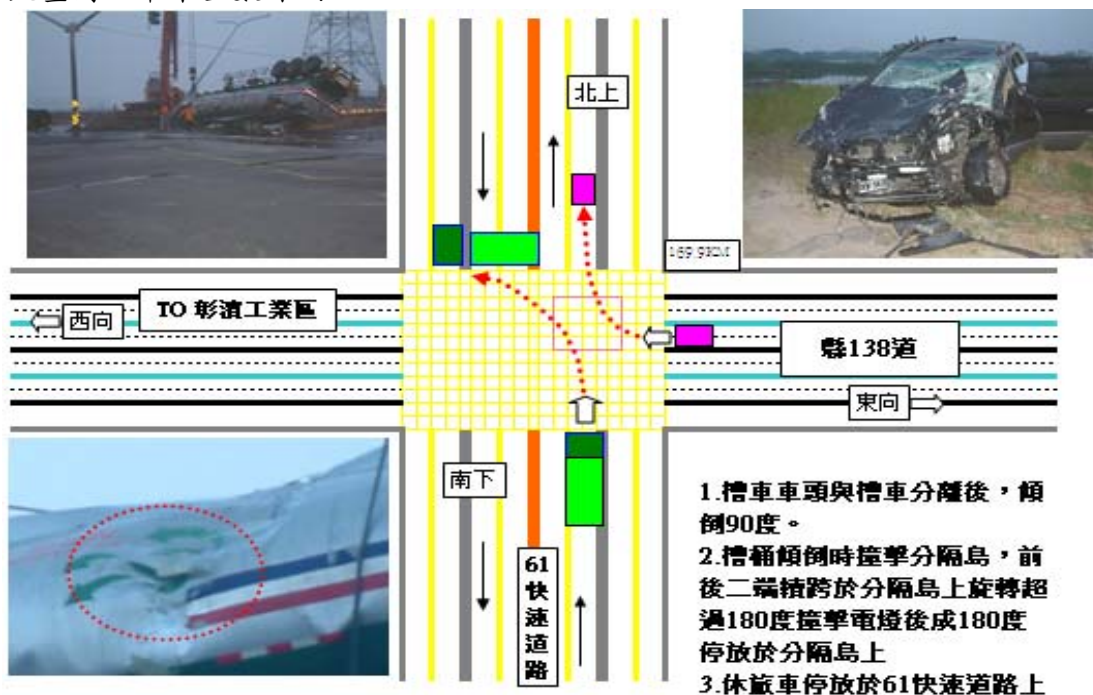 北上
169.9KM
西向
TO 彰濱工業區
縣138道
東向
南下
61快速道路
1.槽車車頭與槽車分離後，傾
倒90度。
2.槽桶傾倒時撞擊分隔島，前
後二端橫跨於分隔島上旋轉超
過180度撞擊電燈後成180度
停放於分隔島上
3.休旅車停放於61快速道路上